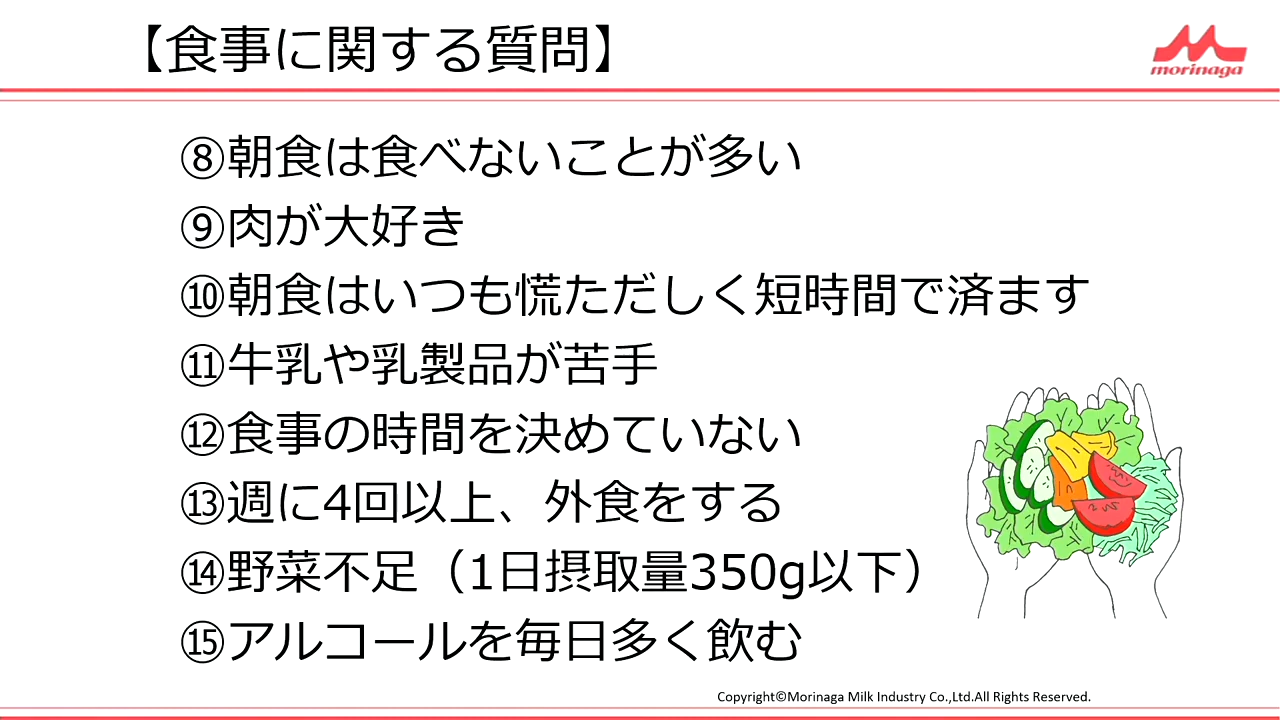 【食事に関する質問】
morinaga
⑧朝食は食べないことが多い
⑨肉が大好き
⑩朝食はいつも慌ただしく短時間で済ます
⑪牛乳や乳製品が苦手
⑫食事の時間を決めていない
⑬週に4回以上、外食をする
⑭野菜不足（1日摂取量350g以下）
⑮アルコールを毎日多く飲む
Copyright©Morinaga Milk Industry Co.,Ltd.All Rights Reserved.